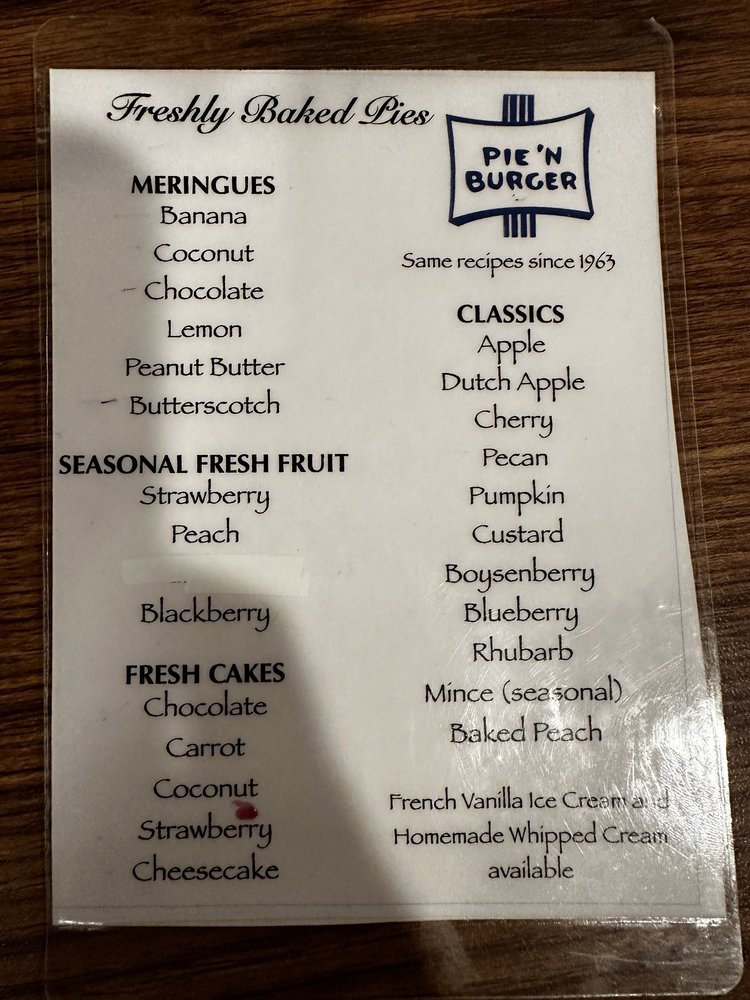 Freshly Baked Pies
PIE 'N
BURGER
Same recipes since 1963
MERINGUES
Banana
Coconut
Chocolate
Lemon
Peanut Butter
Butterscotch
SEASONAL FRESH FRUIT
Strawberry
Peach
Blackberry
FRESH CAKES
Chocolate
Carrot
Coconut
Strawberry
Cheesecake
CLASSICS
Apple
Dutch Apple
Cherry
Pecan
Pumpkin
Custard
Boysenberry
Blueberry
Rhubarb
Mince (seasonal)
Baked Peach
French Vanilla Ice Cream and
Homemade Whipped Cream
available